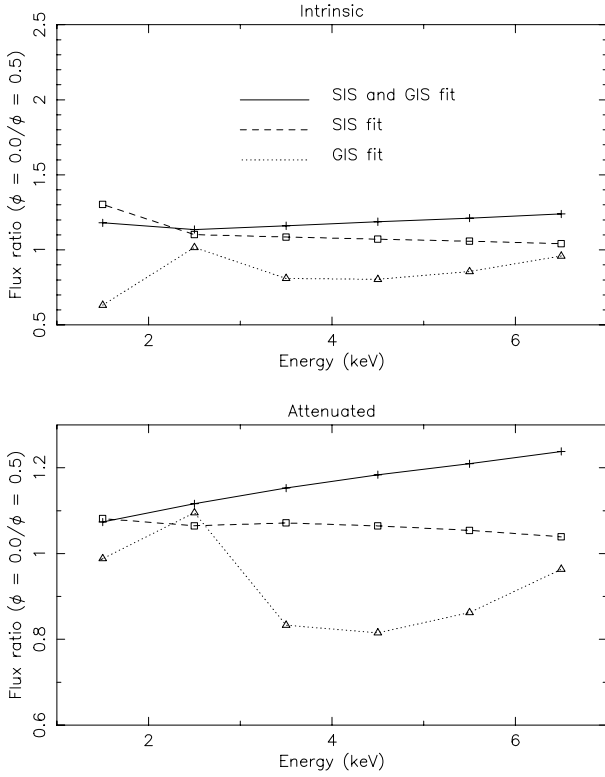 Intrinsic
Flux ratio (ϕ = 0.0/ϕ = 0.5)
2.5
2
1.5
1
0.5
SIS and GIS fit
SIS fit
GIS fit
2
4
6
Energy (keV)
Attenuated
Flux ratio (ϕ = 0.0/ϕ = 0.5)
1.2
1
0.8
0.6
2
4
6
Energy (keV)